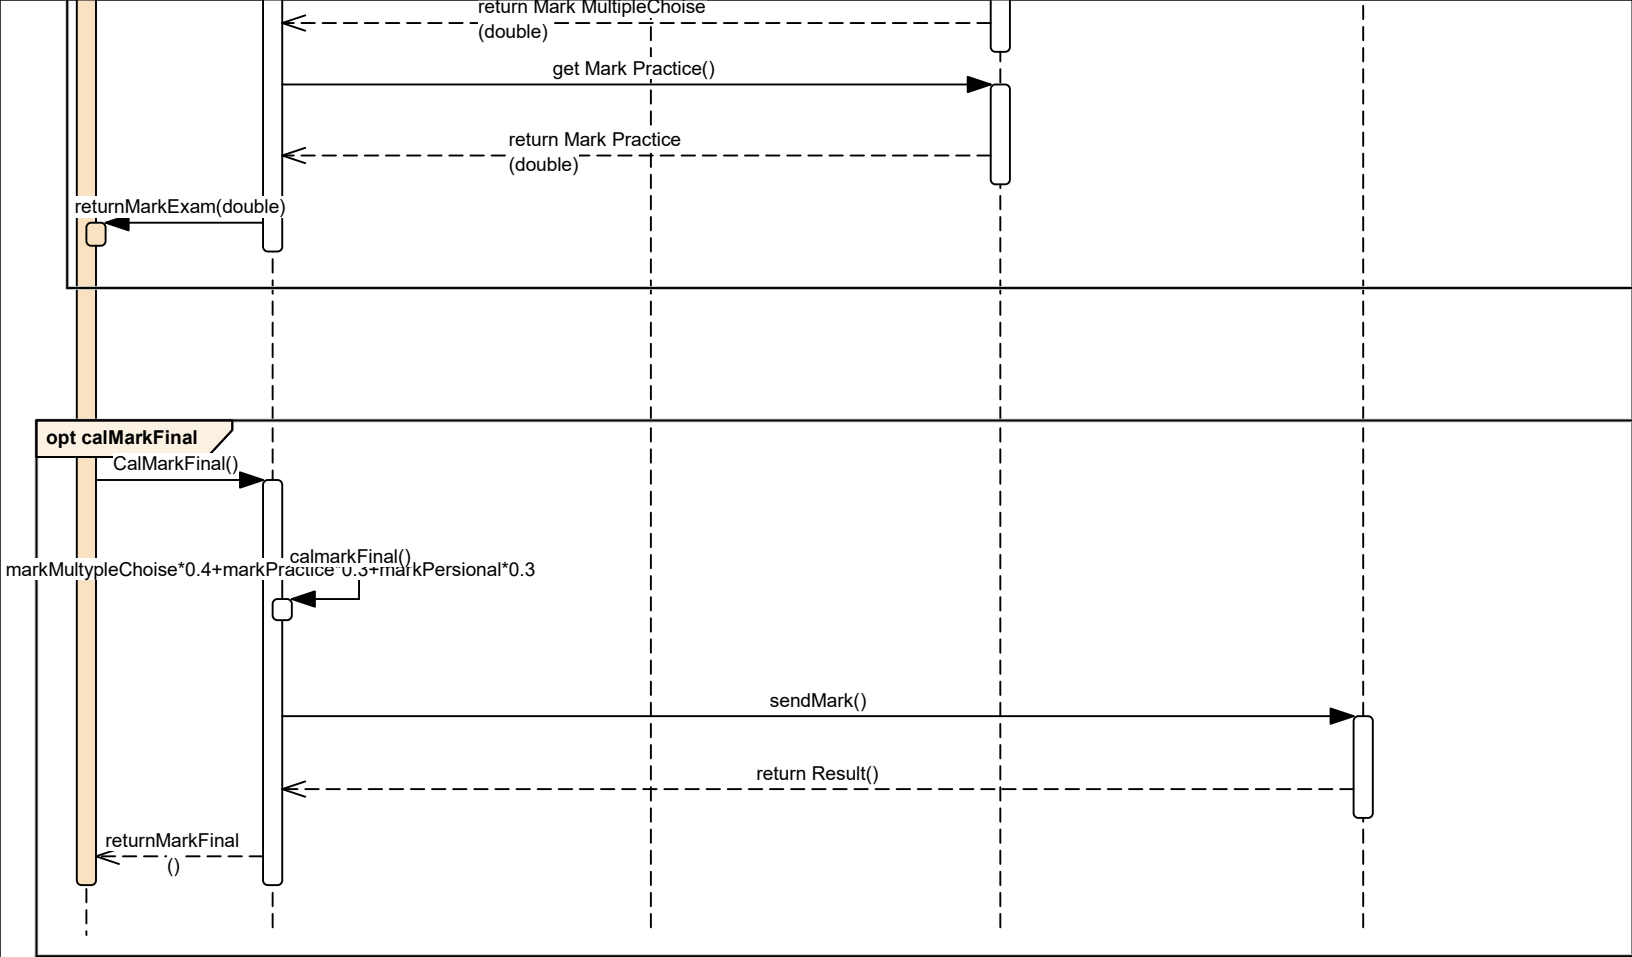 return Mark MultipleChoise
(double)
get Mark Practice()
return Mark Practice
(double)
returnMarkExam(double)
opt calMarkFinal
CalMarkFinal()
calmarkFinal()
markMultypleChoise*0.4+markPractice*0.3+markPersional*0.3
sendMark()
return Result()
returnMarkFinal
()